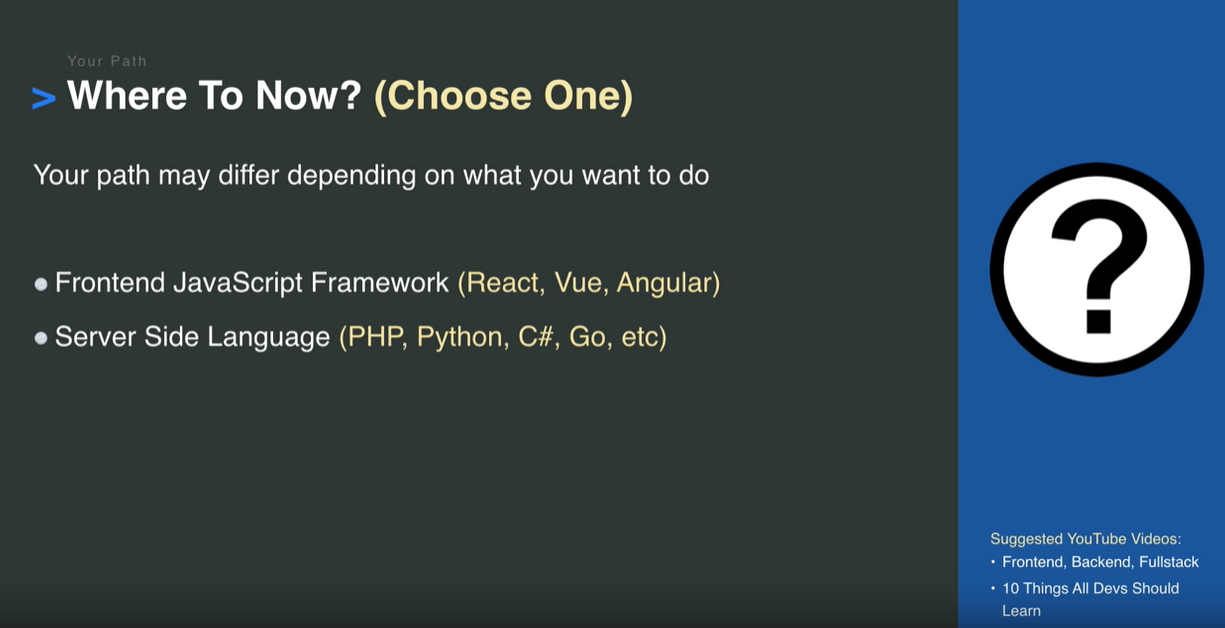 Your Path
> Where To Now? (Choose One)
Your path may differ depending on what you want to do
• Frontend JavaScript Framework (React, Vue, Angular)
• Server Side Language (PHP, Python, C#, Go, etc)
?
Suggested YouTube Videos:
• Frontend, Backend, Fullstack
• 10 Things All Devs Should
Learn